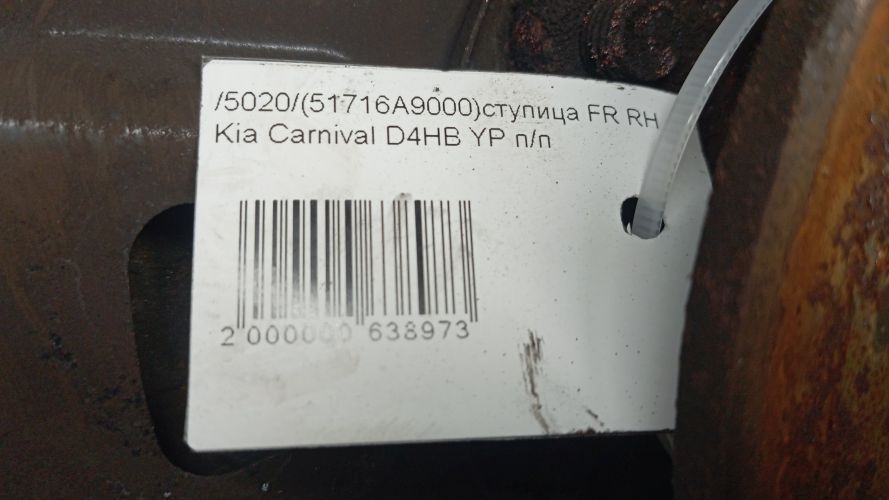 /5020/(51716A9000)ступица FR RH
Kia Carnival D4HB YP п/п
2 000000 638973